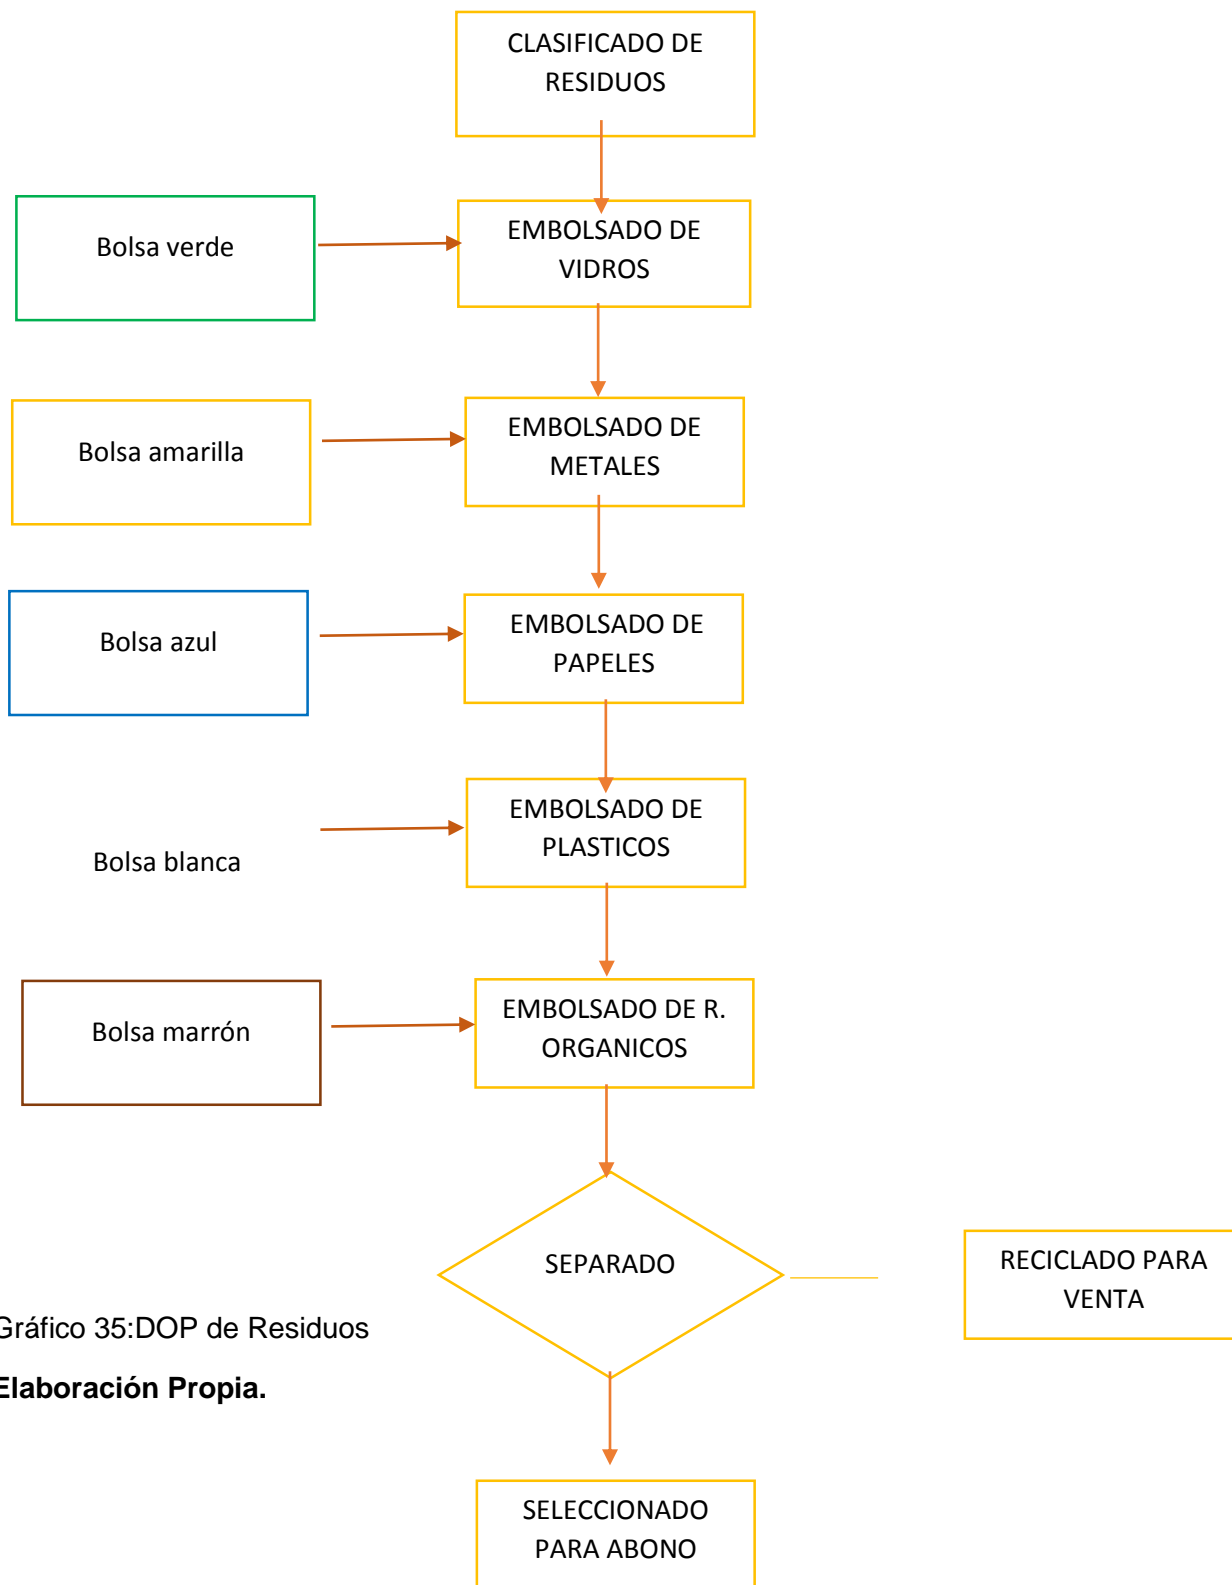 CLASIFICADO DE
RESIDUOS
Bolsa verde
EMBOLSADO DE
VIDROS
Bolsa amarilla
EMBOLSADO DE
METALES
Bolsa azul
EMBOLSADO DE
PAPELES
Bolsa blanca
EMBOLSADO DE
PLASTICOS
Bolsa marrón
EMBOLSADO DE R.
ORGANICOS
SEPARADO
RECICLADO PARA
VENTA
Gráfico 35:DOP de Residuos
Elaboración Propia.
SELECCIONADO
PARA ABONO